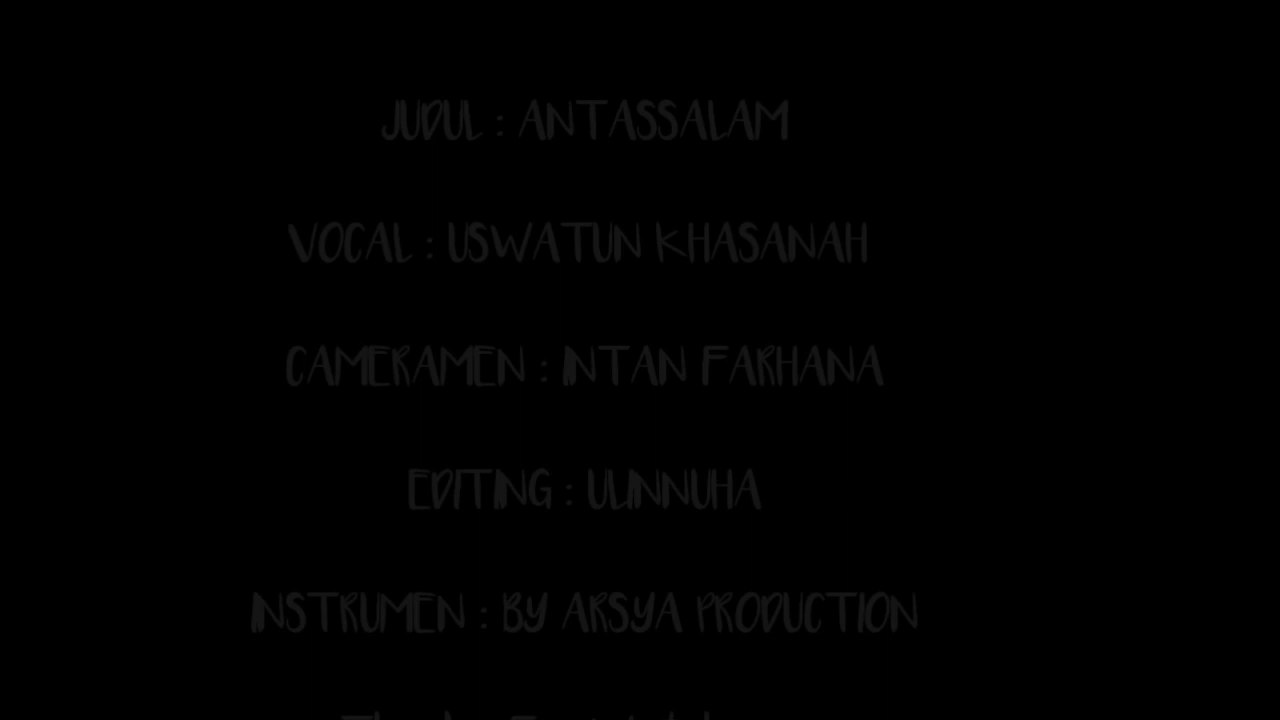 JUDUL : ANTASSALAM
VOCAL : USWATUN KHASANAH
CAMERAMEN : INTAN FARHANA
EDITING : ULINNUHA
INSTRUMEN : BY ARSYA PRODUCTION